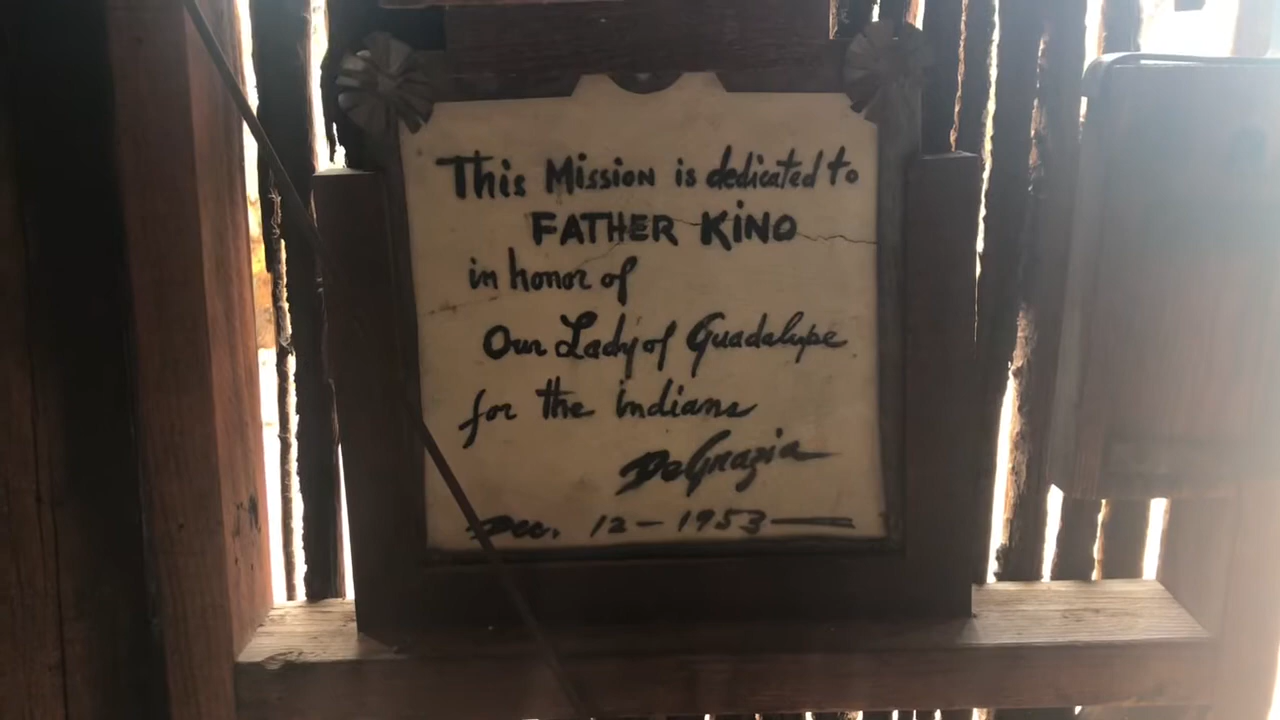 This Mission is dedicated to
FATHER KINO
in honor of
Our Lady of Guadalupe
for the indians
DeGrazia
Dec. 12 - 1953